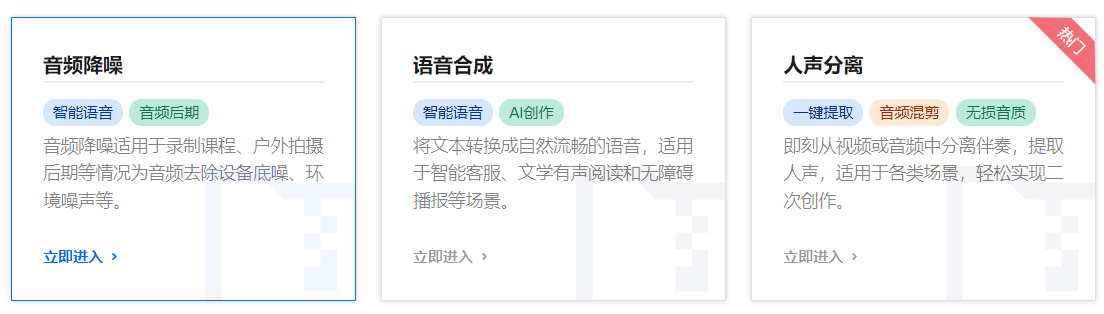 音频降噪
智能语音 音频后期
音频降噪适用于录制课程、户外拍摄
后期等情况为音频去除设备底噪、环
境噪声等。
立即进入 >
语音合成
智能语音 AI创作
将文本转换成自然流畅的语音，适用
于智能客服、文学有声阅读和无障碍
播报等场景。
立即进入 >
热门
人声分离
一键提取 音频混剪 无损音质
即刻从视频或音频中分离伴奏，提取
人声，适用于各类场景，轻松实现二
次创作。
立即进入 >